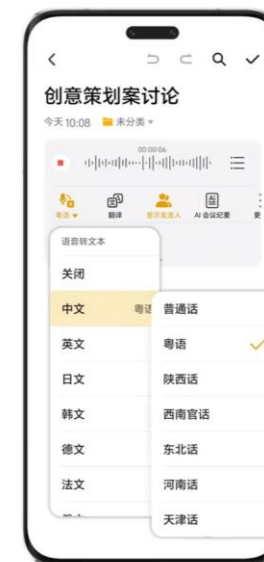 创意策划案讨论
今天 10:08 未分类
00:00:06
粤语 翻译 显示发言人 AI 会议纪要 更
语音转文本
关闭
中文 粤语
英文
日文
韩文
德文
法文
普通话
粤语
陕西话
西南官话
东北话
河南话
天津话